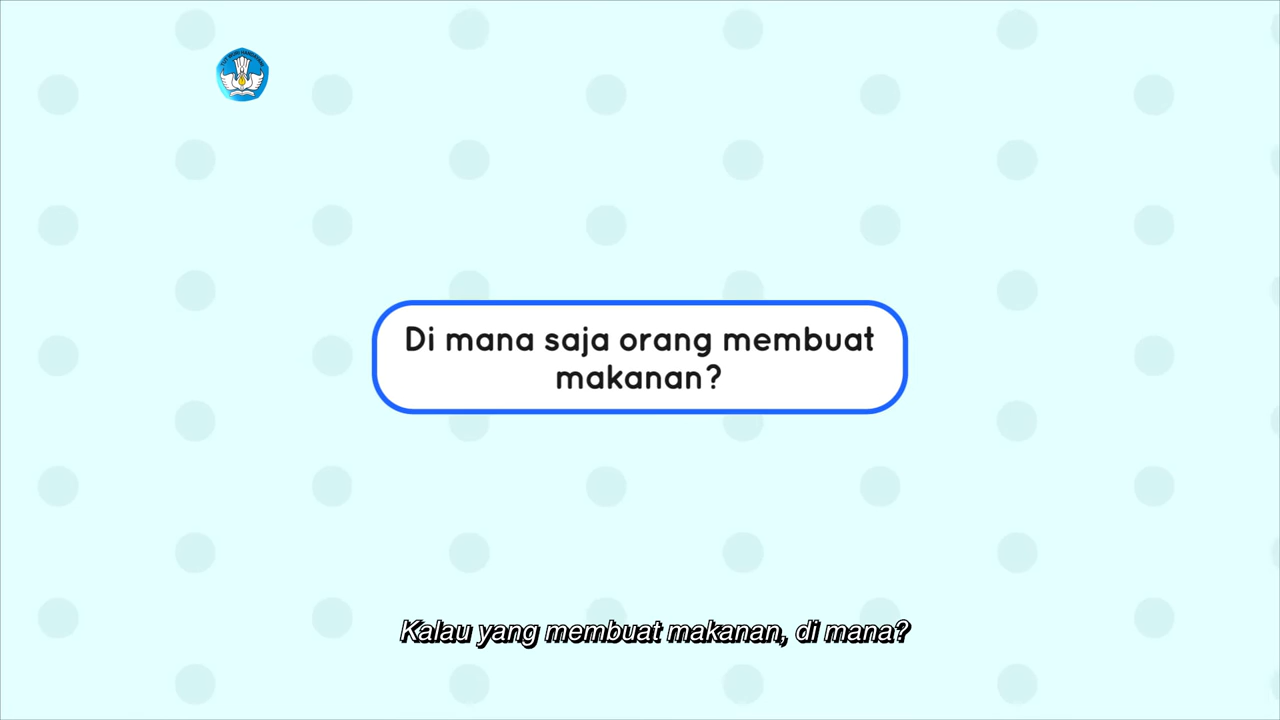 Di mana saja orang membuat
makanan?
Kalau yang membuat makanan, di mana?